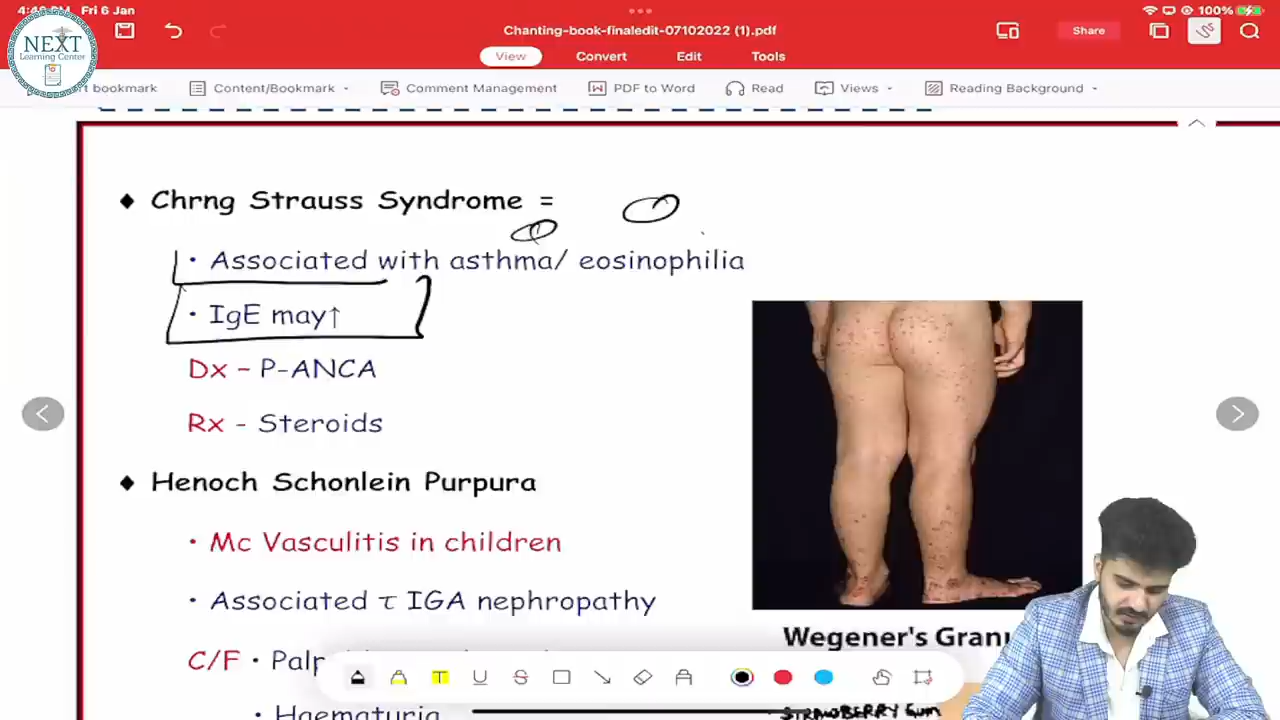 4:46 PM Fri 6 Jan
100%
NEXT
Learning Center
Chanting-book-finaledit-07102022 (1).pdf
Share
View
Convert
Edit
Tools
bookmark
Content/Bookmark
Comment Management
PDF to Word
Read
Views
Reading Background
Chrng Strauss Syndrome =
• Associated with asthma/ eosinophilia
• IgE may↑
Dx – P-ANCA
Rx - Steroids
Henoch Schonlein Purpura
• Mc Vasculitis in children
• Associated τ IGA nephropathy
C/F •
• Haematuria
Wegener's
STRAWBERRY Gum